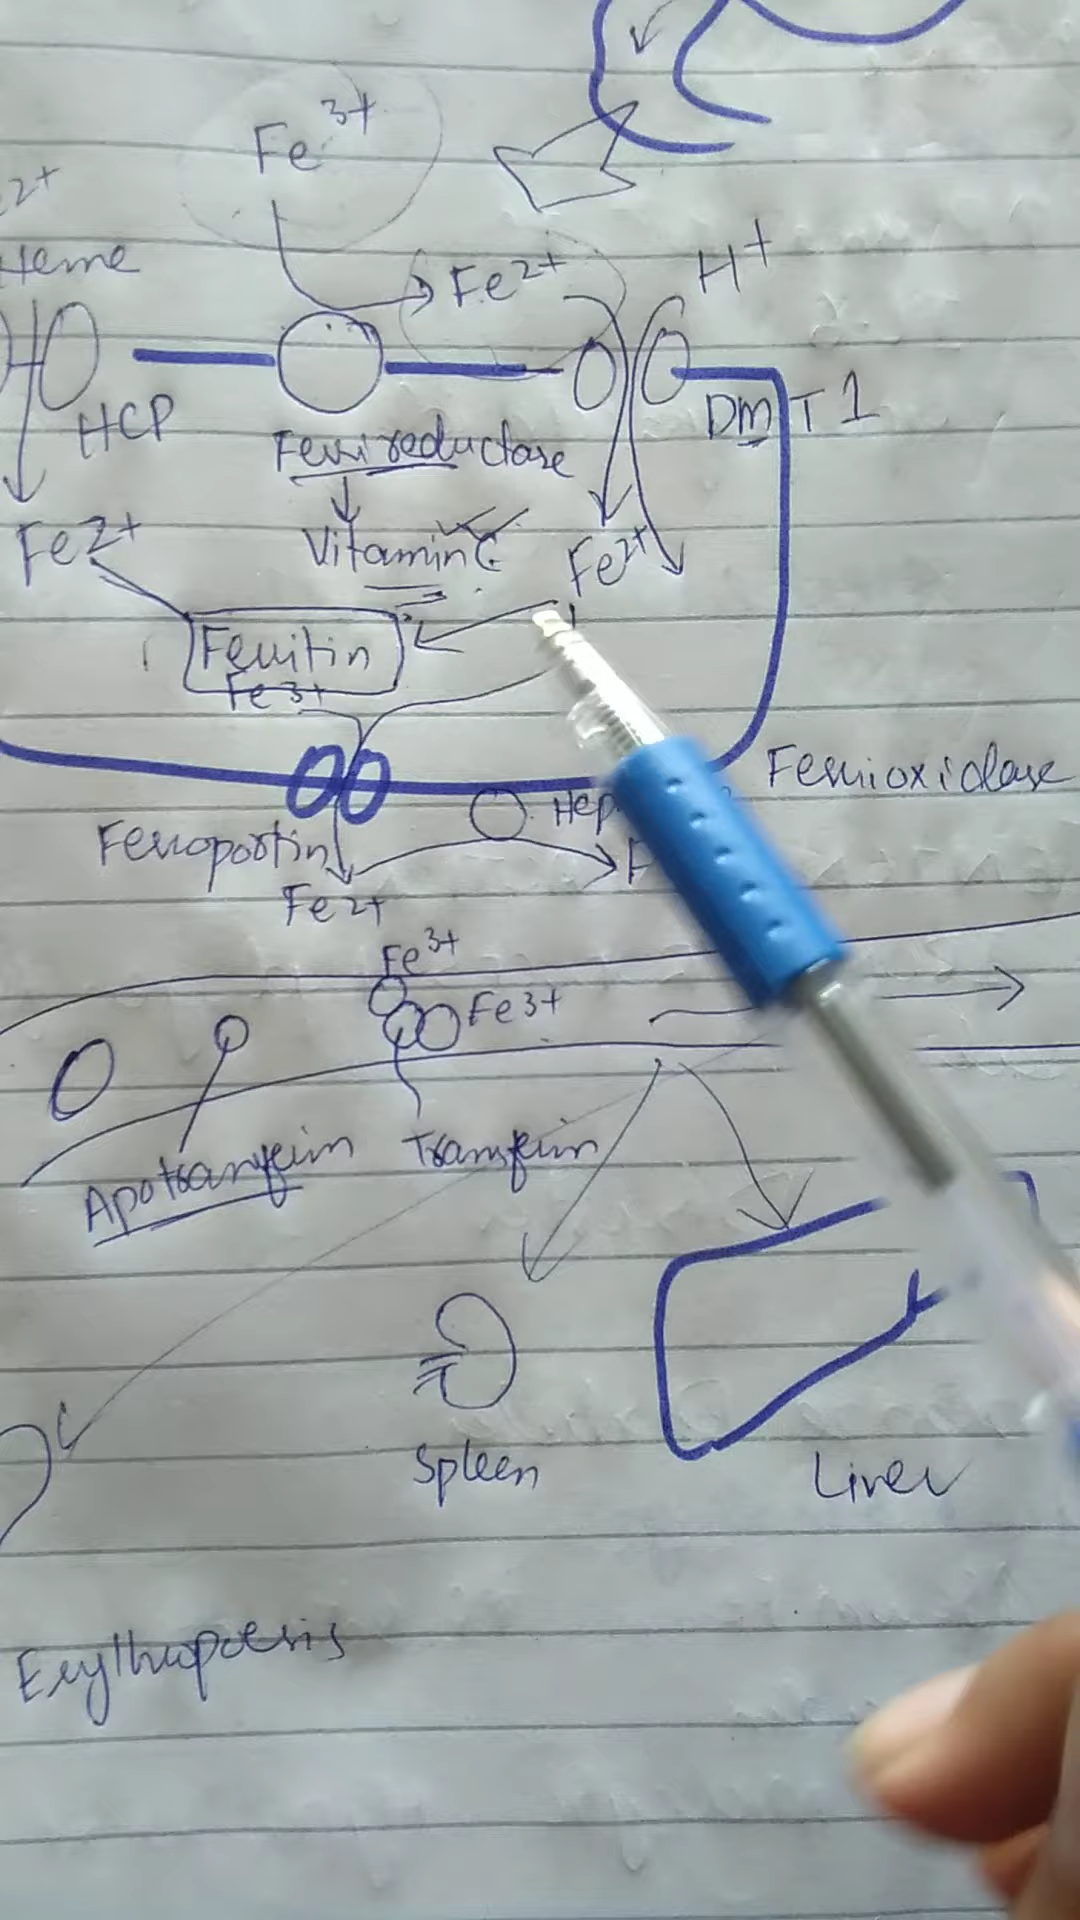 Fe3+
2+
Heme
Fe2+
H+
HCP
Ferrireductase
DmT1
Fe2+
Vitamin C
Fe2+
Ferritin
Fe3+
Ferrioxidase
Hep
Ferroportin
F
Fe2+
Fe3+
Fe3+
Apotransferrin
Transferrin
Spleen
Liver
Erythropoesis